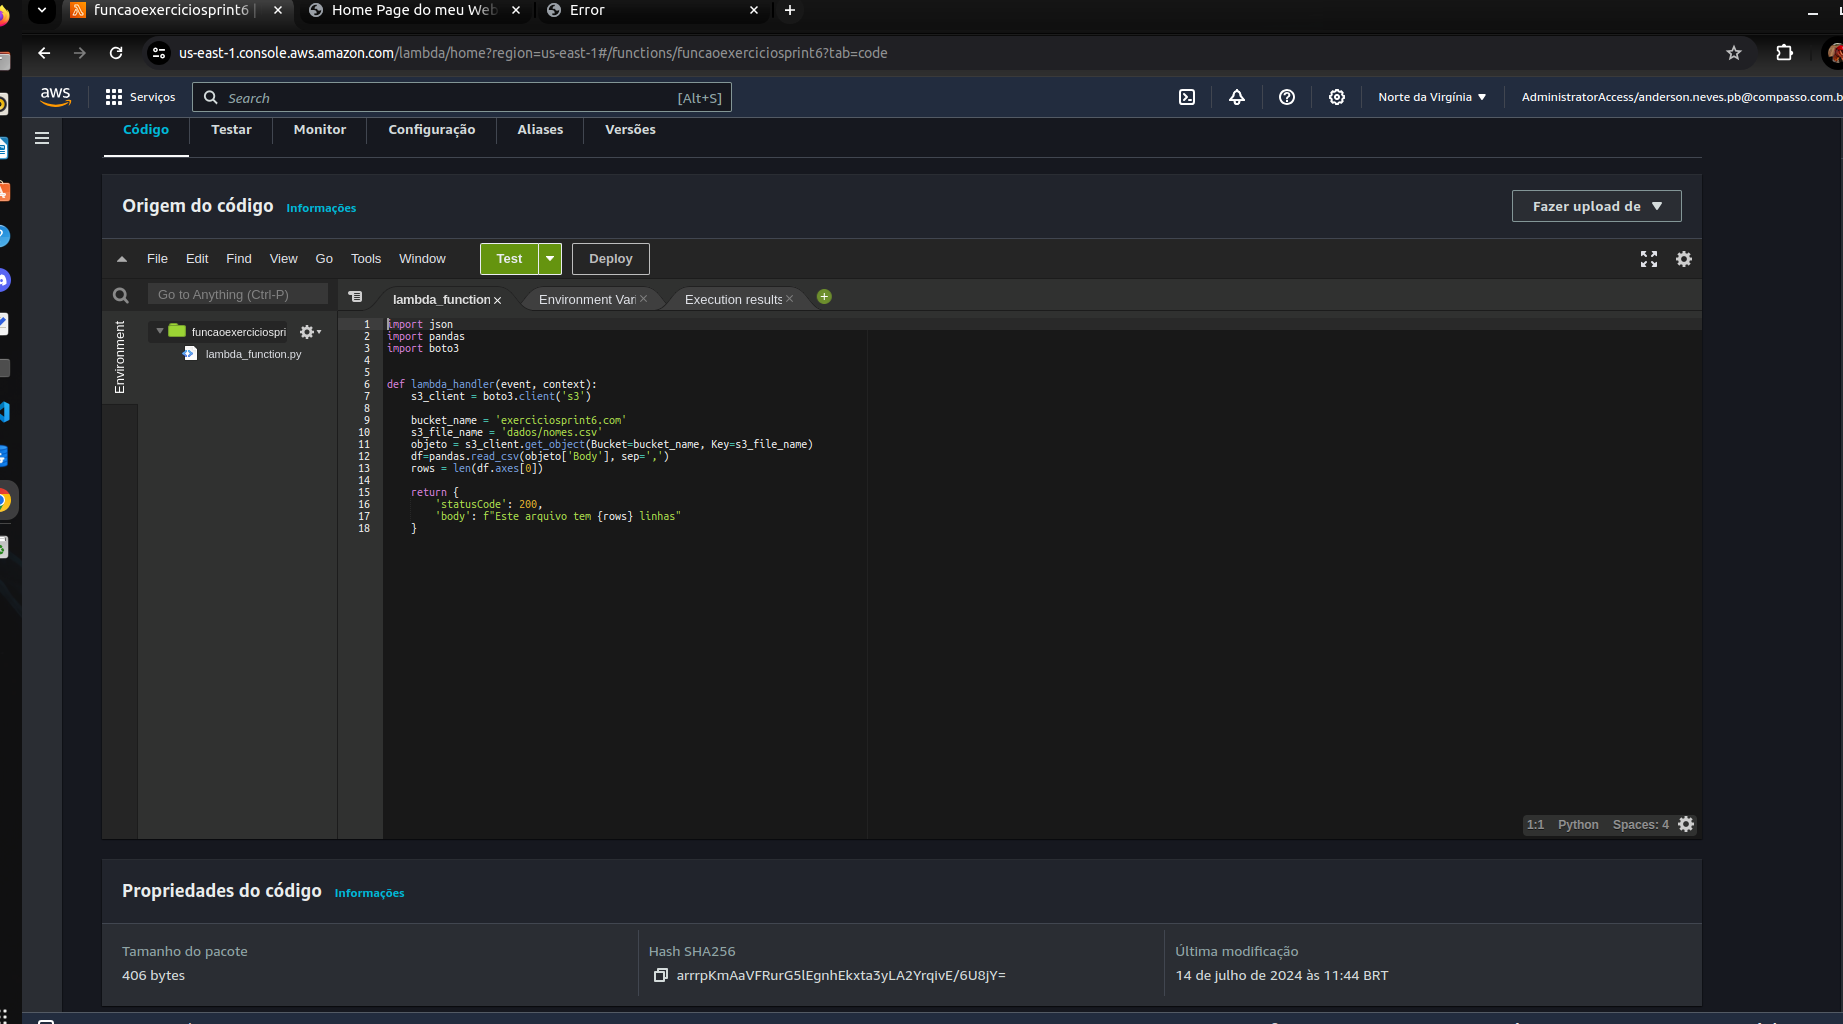 funcaoexerciciosprint6 |
Home Page do meu Web
Error
us-east-1.console.aws.amazon.com/lambda/home?region=us-east-1#/functions/funcaoexerciciosprint6?tab=code
aws
Serviços
Search
[Alt+S]
Norte da Virgínia
AdministratorAccess/anderson.neves.pb@compasso.com.b
Código
Testar
Monitor
Configuração
Aliases
Versões
Origem do código
Informações
Fazer upload de
File
Edit
Find
View
Go
Tools
Window
Test
Deploy
Go to Anything (Ctrl-P)
lambda_function
Environment Vari
Execution results
Environment
funcaoexerciciospri
lambda_function.py
1 import json
2 import pandas
3 import boto3
4
5
6 def lambda_handler(event, context):
7     s3_client = boto3.client('s3')
8
9     bucket_name = 'exerciciosprint6.com'
10     s3_file_name = 'dados/nomes.csv'
11     objeto = s3_client.get_object(Bucket=bucket_name, Key=s3_file_name)
12     df=pandas.read_csv(objeto['Body'], sep=',')
13     rows = len(df.axes[0])
14
15     return {
16         'statusCode': 200,
17         'body': f"Este arquivo tem {rows} linhas"
18     }
1:1
Python
Spaces: 4
Propriedades do código
Informações
Tamanho do pacote
406 bytes
Hash SHA256
arrrpKmAaVFRurG5lEgnhEkxta3yLA2YrqIvE/6U8jY=
Última modificação
14 de julho de 2024 às 11:44 BRT